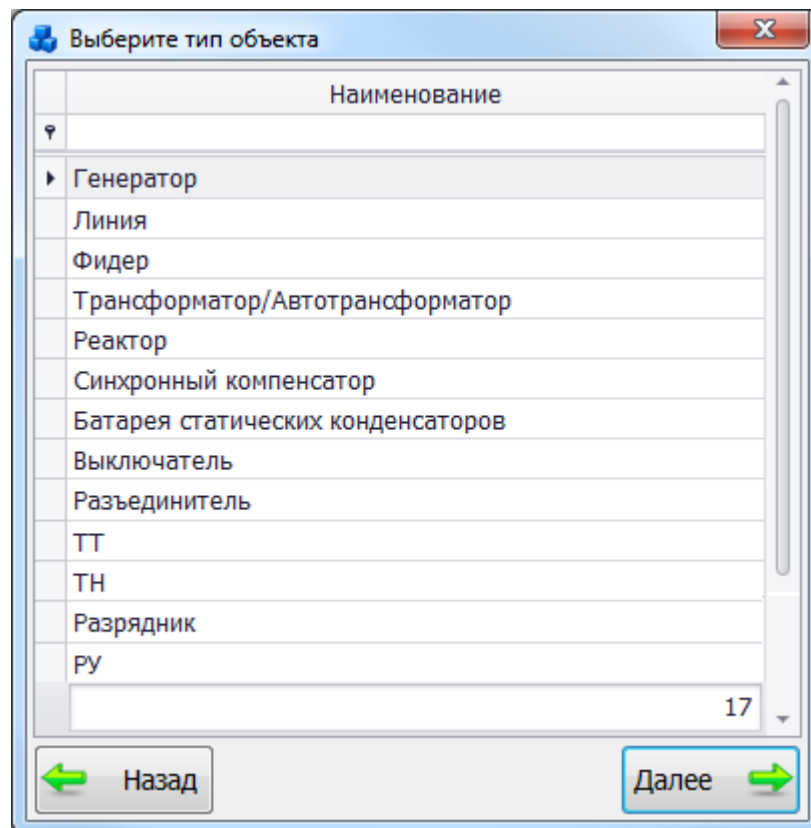 Выберите тип объекта
Наименование
Генератор
Линия
Фидер
Трансформатор/Автотрансформатор
Реактор
Синхронный компенсатор
Батарея статических конденсаторов
Выключатель
Разъединитель
ТТ
ТН
Разрядник
РУ
17
Назад Далее